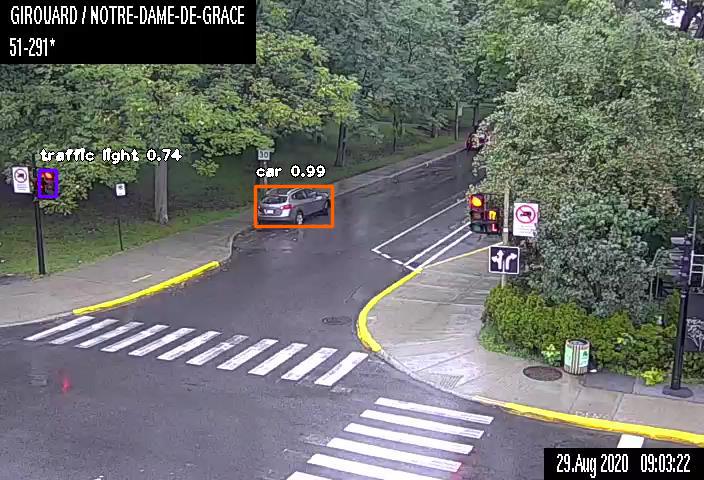 GIROUARD / NOTRE-DAME-DE-GRACE
51-291*
traffic light 0.74
car 0.99
30
29.Aug 2020 09:03:22